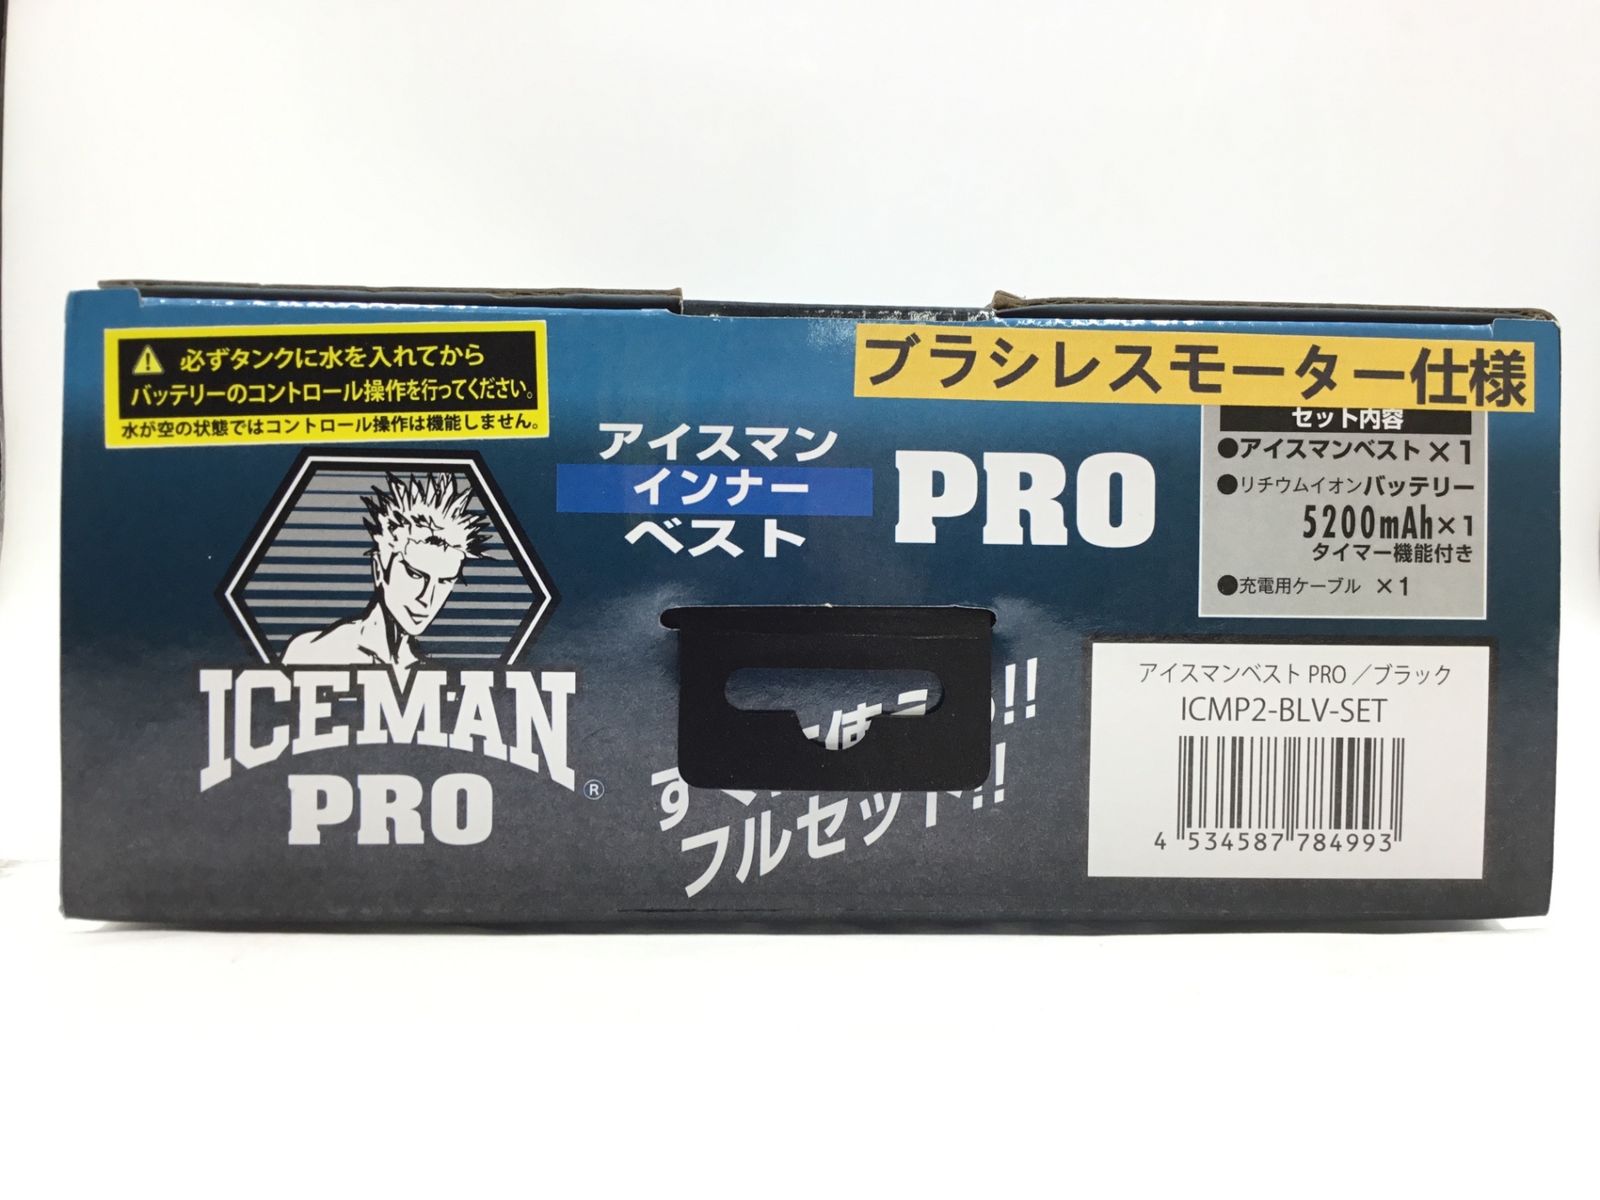 必ずタンクに水を入れてから
バッテリーのコントロール操作を行ってください。
水が空の状態ではコントロール操作は機能しません。
ブラシレスモーター仕様
アイスマン
インナー
ベスト
PRO
セット内容
●アイスマンベスト×1
●リチウムイオンバッテリー
5200mAh×1
タイマー機能付き
●充電用ケーブル ×1
ICEMAN
PRO
®
フルセット!!
アイスマンベスト PRO／ブラック
ICMP2-BLV-SET
4 534587 784993